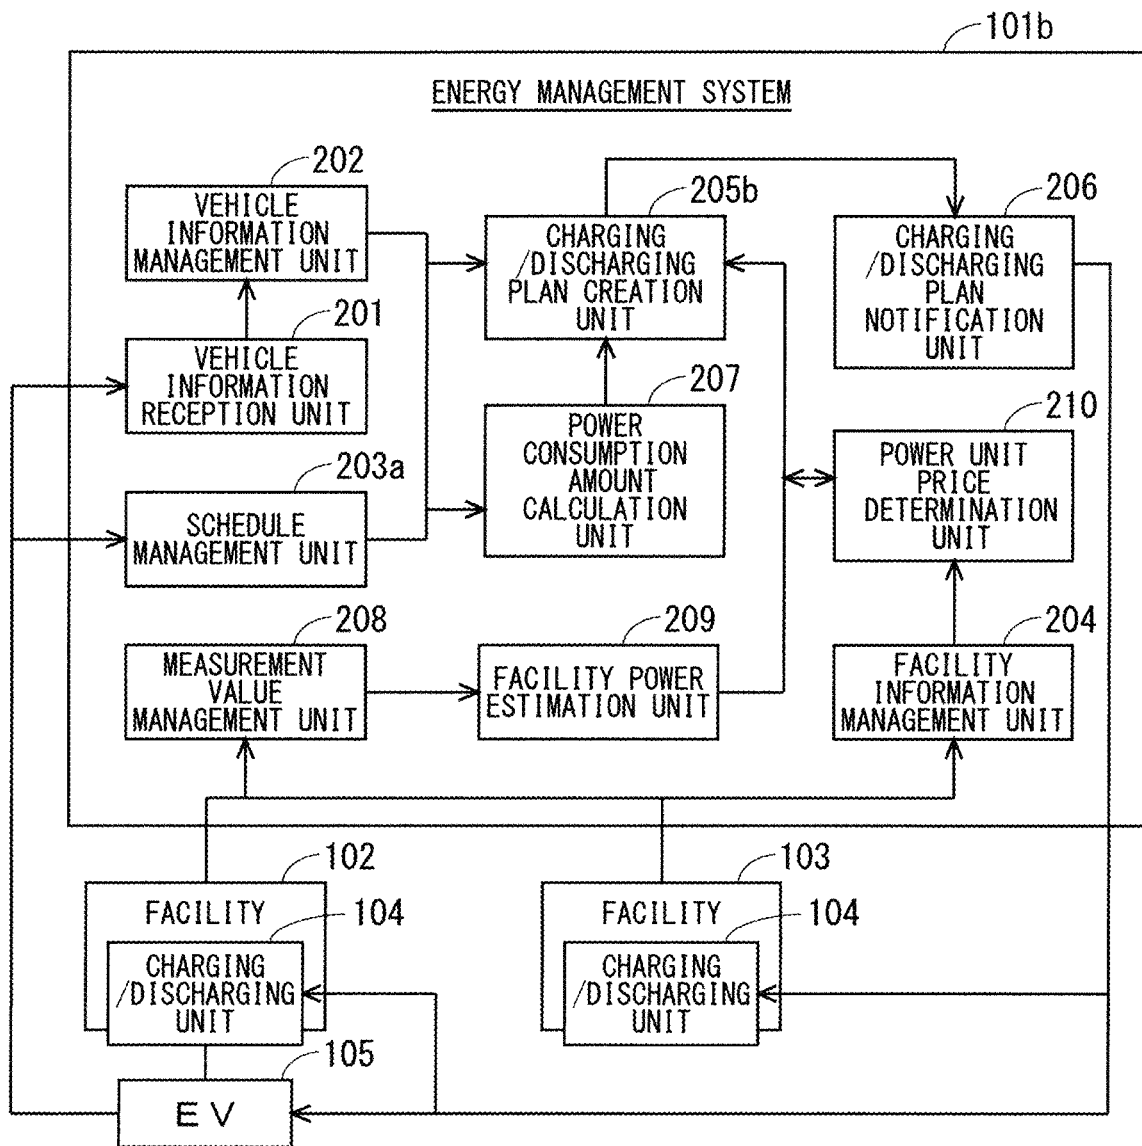 101b
ENERGY MANAGEMENT SYSTEM
202
VEHICLE
INFORMATION
MANAGEMENT UNIT
205b
CHARGING
/DISCHARGING
PLAN CREATION
UNIT
206
CHARGING
/DISCHARGING
PLAN
NOTIFICATION
UNIT
201
VEHICLE
INFORMATION
RECEPTION UNIT
207
POWER
CONSUMPTION
AMOUNT
CALCULATION
UNIT
210
POWER UNIT
PRICE
DETERMINATION
UNIT
203a
SCHEDULE
MANAGEMENT UNIT
208
MEASUREMENT
VALUE
MANAGEMENT UNIT
209
FACILITY POWER
ESTIMATION UNIT
204
FACILITY
INFORMATION
MANAGEMENT UNIT
102
FACILITY
104
CHARGING
/DISCHARGING
UNIT
103
FACILITY
104
CHARGING
/DISCHARGING
UNIT
105
EV